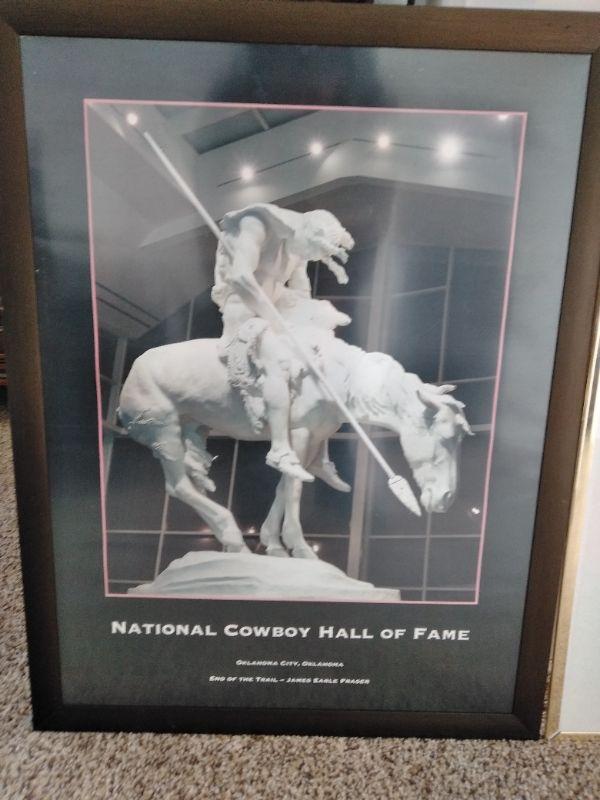 National Cowboy Hall of Fame
Oklahoma City, Oklahoma
End of the Trail – James Earle Fraser